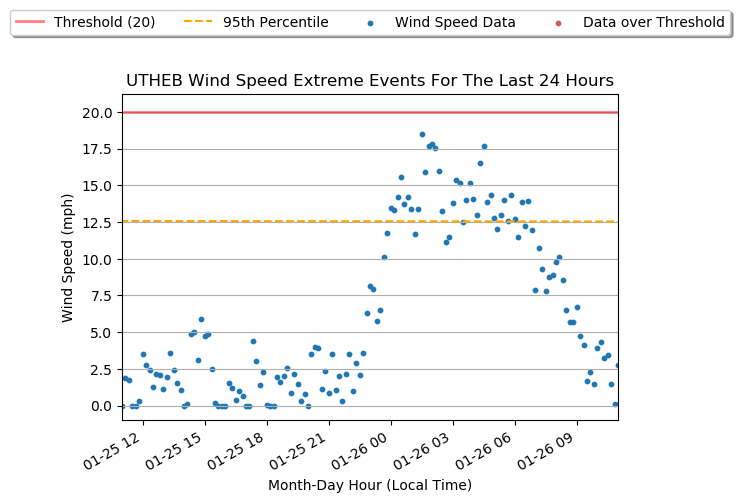 Threshold (20) 95th Percentile Wind Speed Data Data over Threshold
UTHEB Wind Speed Extreme Events For The Last 24 Hours
20.0
17.5
15.0
12.5
10.0
7.5
5.0
2.5
0.0
Wind Speed (mph)
01-25 12 01-25 15 01-25 18 01-25 21 01-26 00 01-26 03 01-26 06 01-26 09
Month-Day Hour (Local Time)